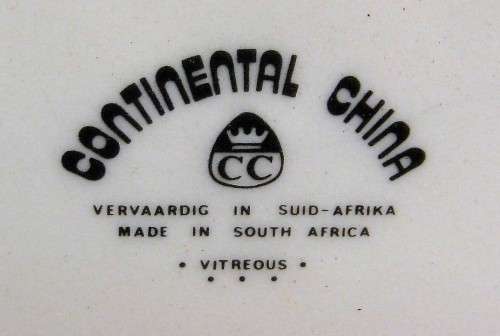 CONTINENTAL CHINA
CC
VERVAARDIG IN SUID-AFRIKA
MADE IN SOUTH AFRICA
• VITREOUS •
• • •